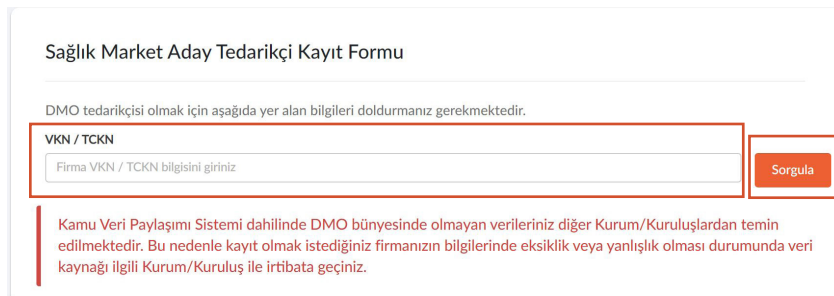 Sağlık Market Aday Tedarikçi Kayıt Formu
DMO tedarikçisi olmak için aşağıda yer alan bilgileri doldurmanız gerekmektedir.
VKN / TCKN
Firma VKN / TCKN bilgisini giriniz
Sorgula
Kamu Veri Paylaşımı Sistemi dahilinde DMO bünyesinde olmayan verileriniz diğer Kurum/Kuruluşlardan temin
edilmektedir. Bu nedenle kayıt olmak istediğiniz firmanızın bilgilerinde eksiklik veya yanlışlık olması durumunda veri
kaynağı ilgili Kurum/Kuruluş ile irtibata geçiniz.